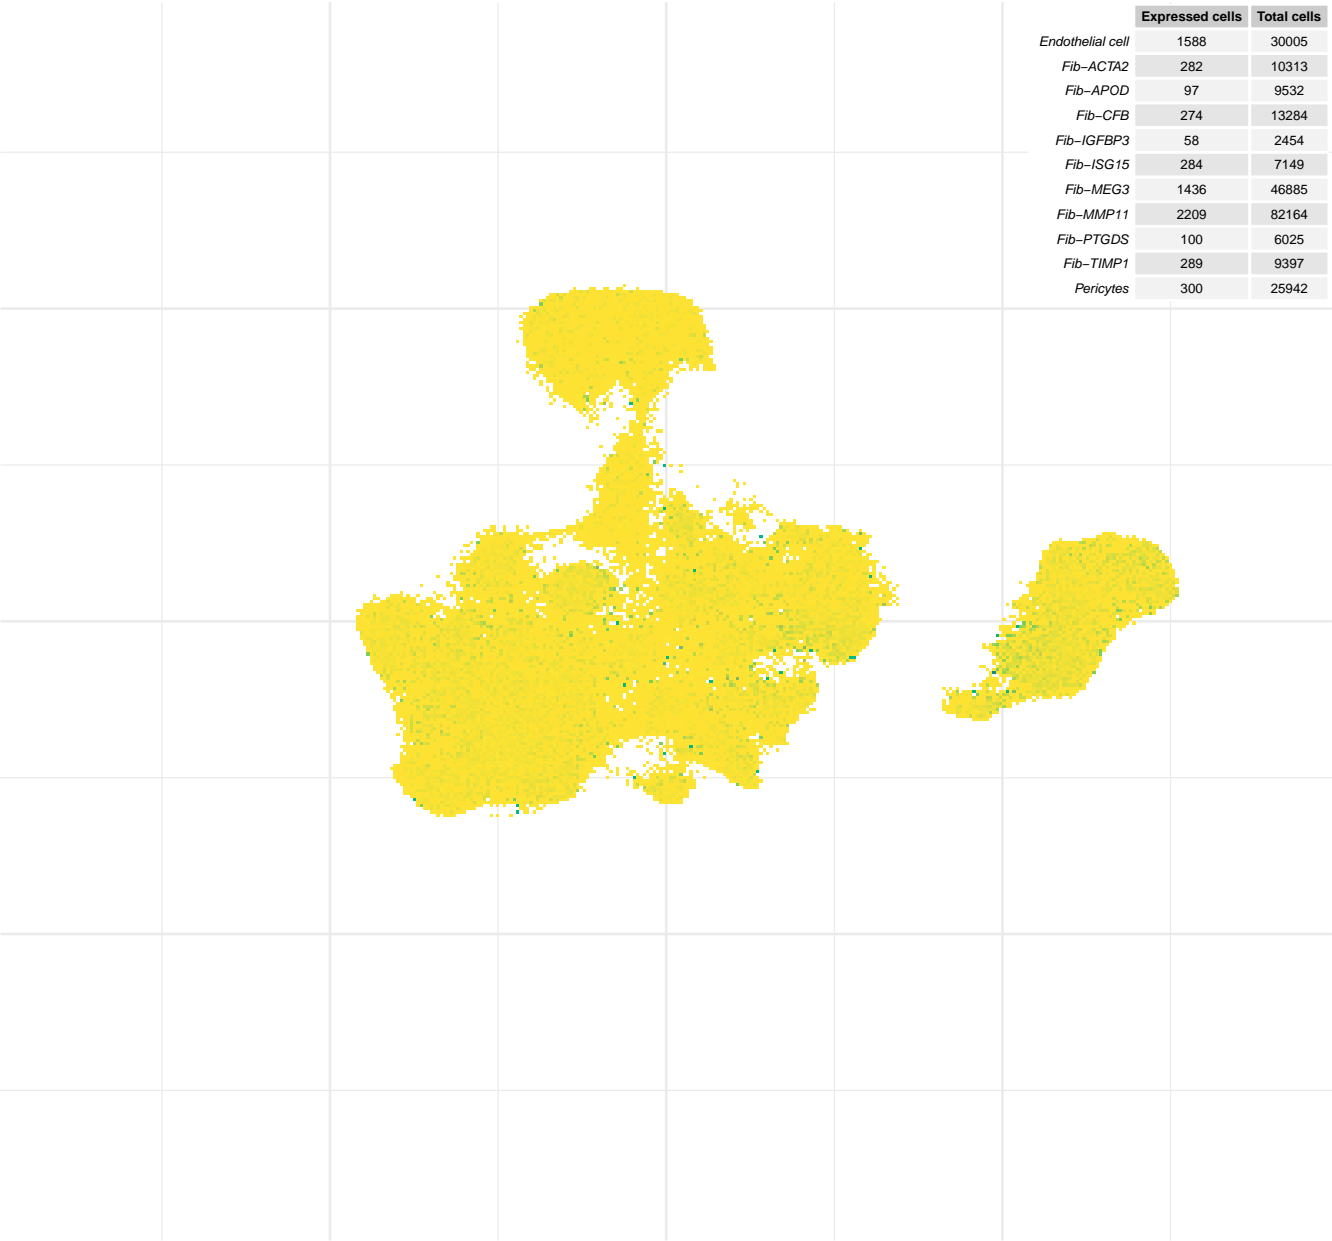 Expressed cells Total cells
Endothelial cell 1588 30005
Fib−ACTA2 282 10313
Fib−APOD 97 9532
Fib−CFB 274 13284
Fib−IGFBP3 58 2454
Fib−ISG15 284 7149
Fib−MEG3 1436 46885
Fib−MMP11 2209 82164
Fib−PTGDS 100 6025
Fib−TIMP1 289 9397
Pericytes 300 25942